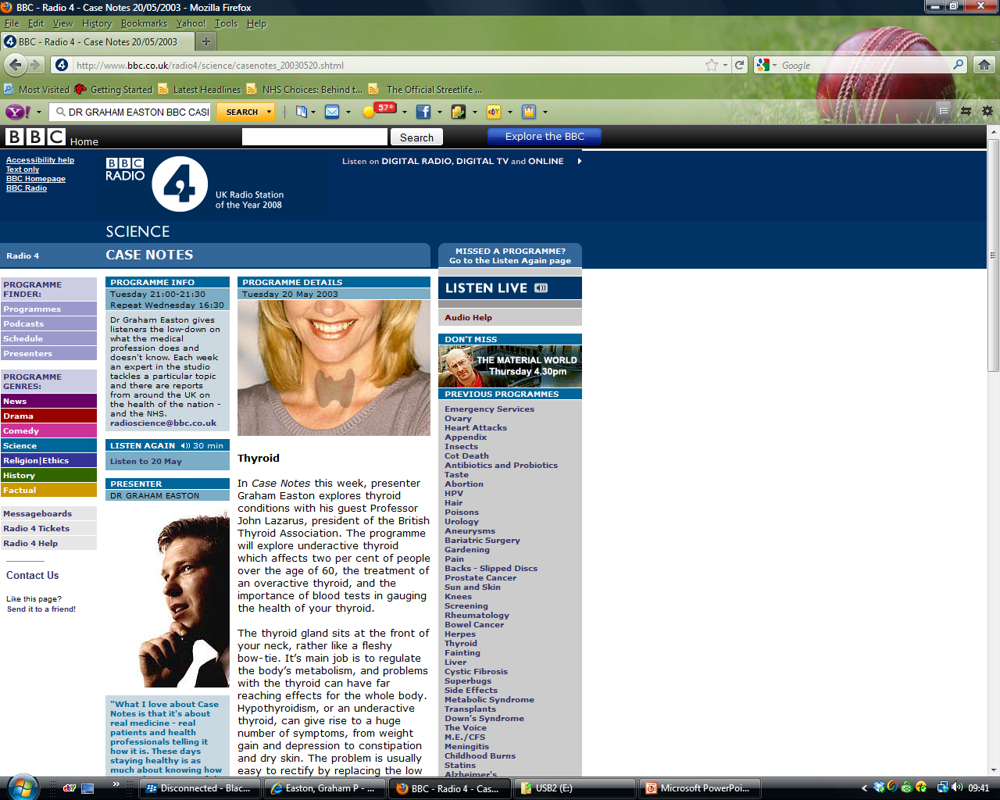 BBC - Radio 4 - Case Notes 20/05/2003 - Mozilla Firefox
File Edit View History Bookmarks Yahoo! Tools Help
4 BBC - Radio 4 - Case Notes 20/05/2003
http://www.bbc.co.uk/radio4/science/casenotes_20030520.shtml
Google
Most Visited Getting Started Latest Headlines NHS Choices: Behind t... The Official Streetlife ...
Y! DR GRAHAM EASTON BBC CASI SEARCH 57° ebY
BBC Home Search Explore the BBC
Accessibility help
Text only
BBC Homepage
BBC Radio
BBC
RADIO
4
UK Radio Station
of the Year 2008
Listen on DIGITAL RADIO, DIGITAL TV and ONLINE
SCIENCE
Radio 4
CASE NOTES
MISSED A PROGRAMME?
Go to the Listen Again page
PROGRAMME
FINDER:
Programmes
Podcasts
Schedule
Presenters
PROGRAMME
GENRES:
News
Drama
Comedy
Science
Religion|Ethics
History
Factual
Messageboards
Radio 4 Tickets
Radio 4 Help
Contact Us
Like this page?
Send it to a friend!
PROGRAMME INFO
Tuesday 21:00-21:30
Repeat Wednesday 16:30
Dr Graham Easton gives
listeners the low-down on
what the medical
profession does and
doesn't know. Each week
an expert in the studio
tackles a particular topic
and there are reports
from around the UK on
the health of the nation -
and the NHS.
radioscience@bbc.co.uk
LISTEN AGAIN 30 min
Listen to 20 May
PRESENTER
DR GRAHAM EASTON
"What I love about Case
Notes is that it's about
real medicine - real
patients and health
professionals telling it
how it is. These days
staying healthy is as
much about knowing how
PROGRAMME DETAILS
Tuesday 20 May 2003
Thyroid
In Case Notes this week, presenter
Graham Easton explores thyroid
conditions with his guest Professor
John Lazarus, president of the British
Thyroid Association. The programme
will explore underactive thyroid
which affects two per cent of people
over the age of 60, the treatment of
an overactive thyroid, and the
importance of blood tests in gauging
the health of your thyroid.
The thyroid gland sits at the front of
your neck, rather like a fleshy
bow-tie. It's main job is to regulate
the body's metabolism, and problems
with the thyroid can have far
reaching effects for the whole body.
Hypothyroidism, or an underactive
thyroid, can give rise to a huge
number of symptoms, from weight
gain and depression to constipation
and dry skin. The problem is usually
easy to rectify by replacing the low
LISTEN LIVE
Audio Help
DON'T MISS
THE MATERIAL WORLD
Thursday 4.30pm
PREVIOUS PROGRAMMES
Emergency Services
Ovary
Heart Attacks
Appendix
Insects
Cot Death
Antibiotics and Probiotics
Taste
Abortion
HPV
Hair
Poisons
Urology
Aneurysms
Bariatric Surgery
Gardening
Pain
Backs - Slipped Discs
Prostate Cancer
Sun and Skin
Knees
Screening
Rheumatology
Bowel Cancer
Herpes
Thyroid
Fainting
Liver
Cystic Fibrosis
Superbugs
Side Effects
Metabolic Syndrome
Transplants
Down's Syndrome
The Voice
M.E./CFS
Meningitis
Childhood Burns
Statins
Alzheimer's
eby » Disconnected - Blac... Easton, Graham P - ... BBC - Radio 4 - Cas... USB2 (E:) Microsoft PowerPoi... 09:41